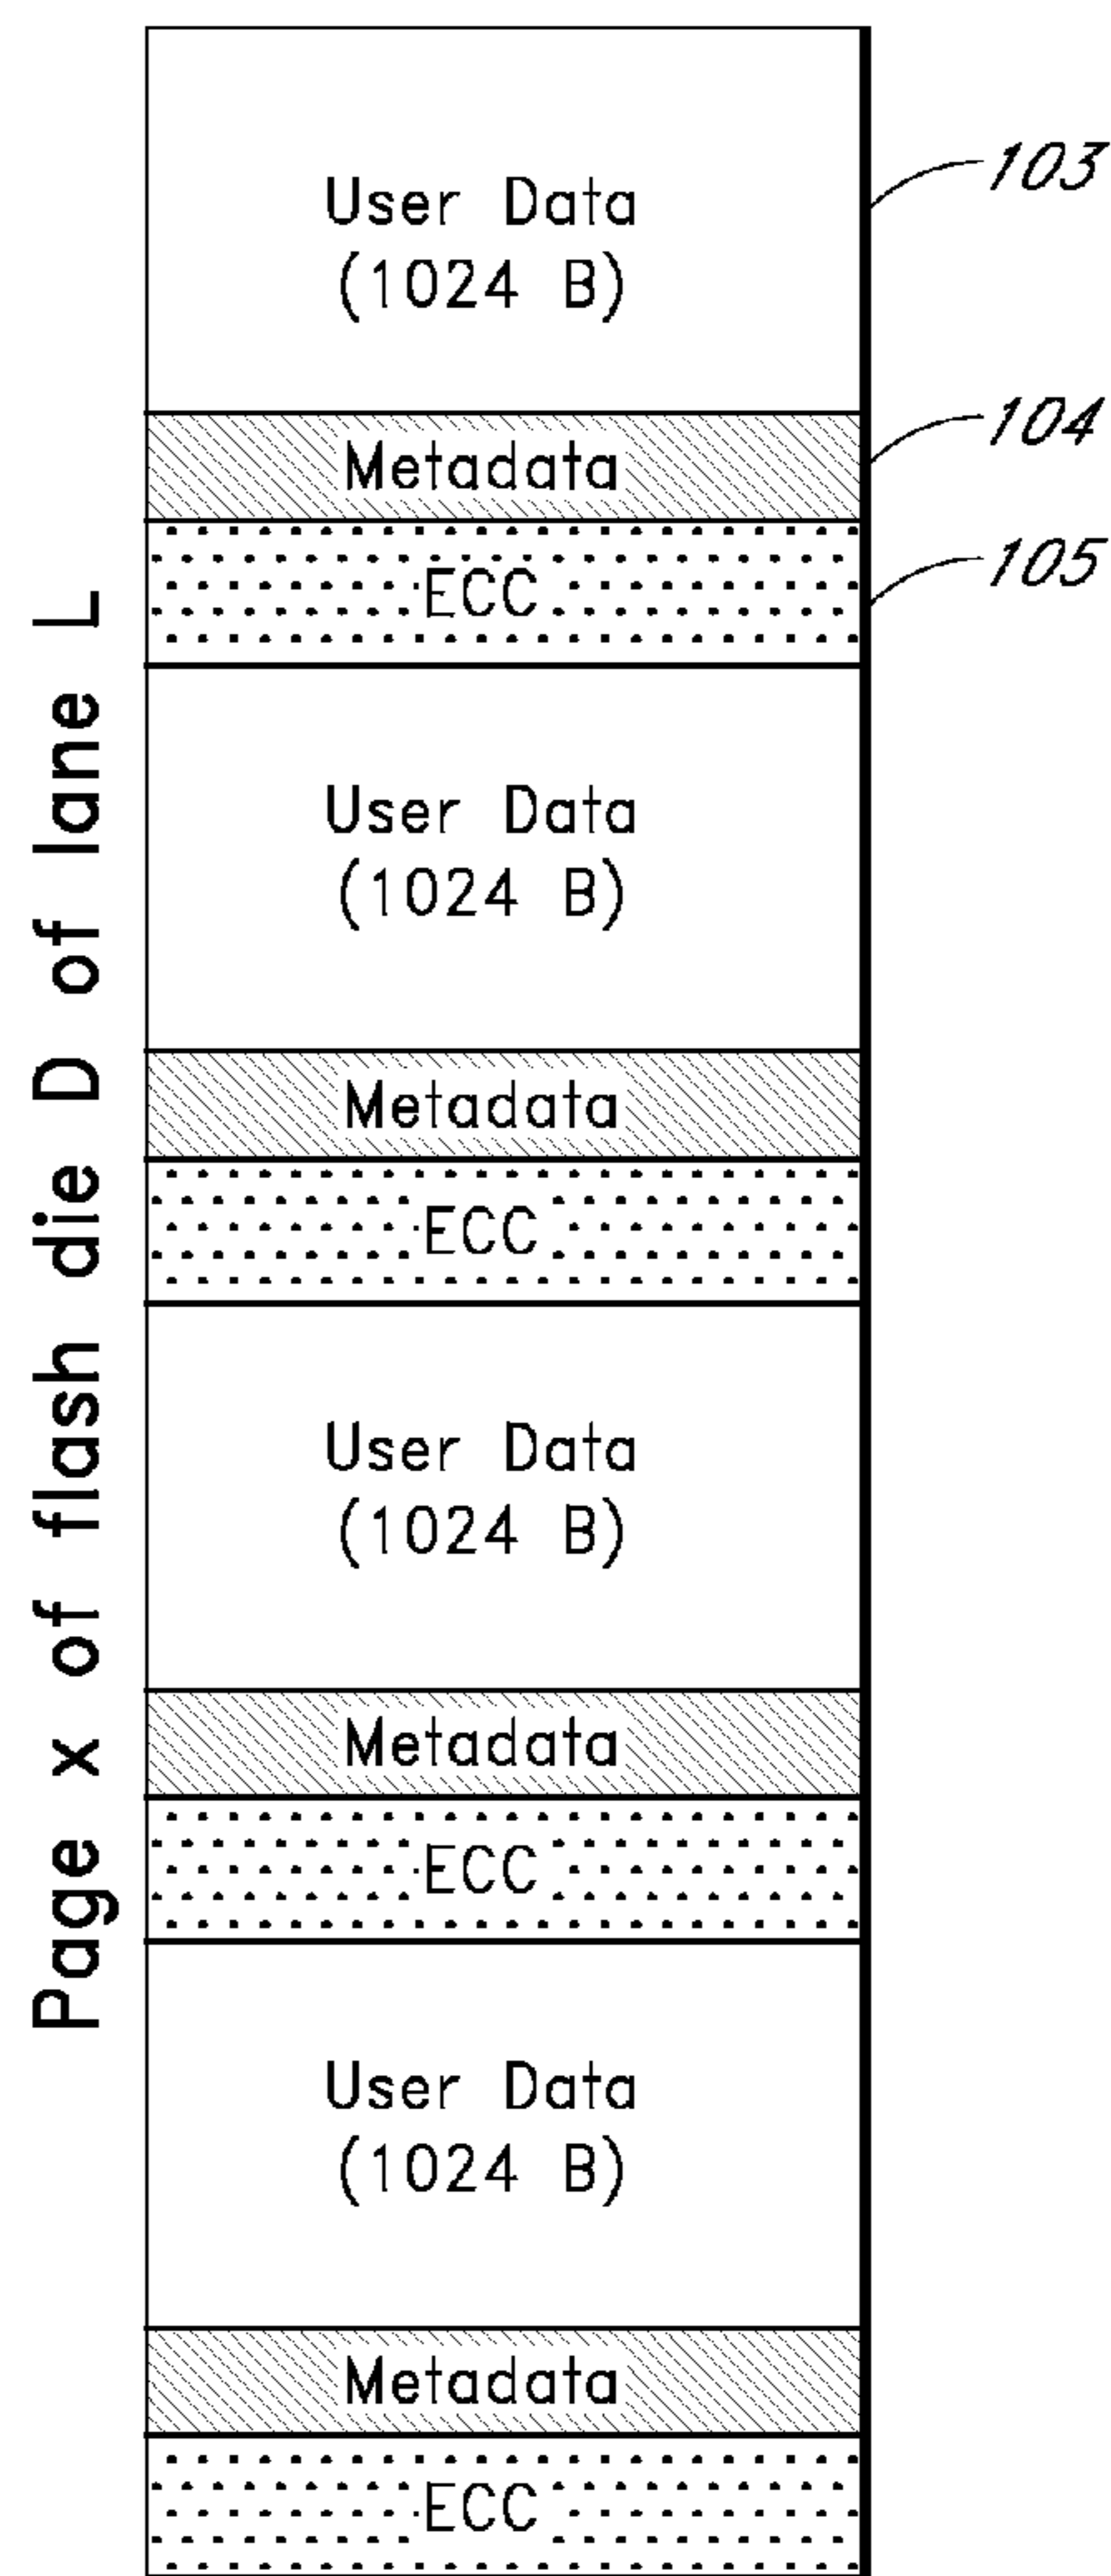 Page x of flash die D of lane L
User Data
(1024 B)
103
Metadata
104
ECC
105
User Data
(1024 B)
Metadata
ECC
User Data
(1024 B)
Metadata
ECC
User Data
(1024 B)
Metadata
ECC